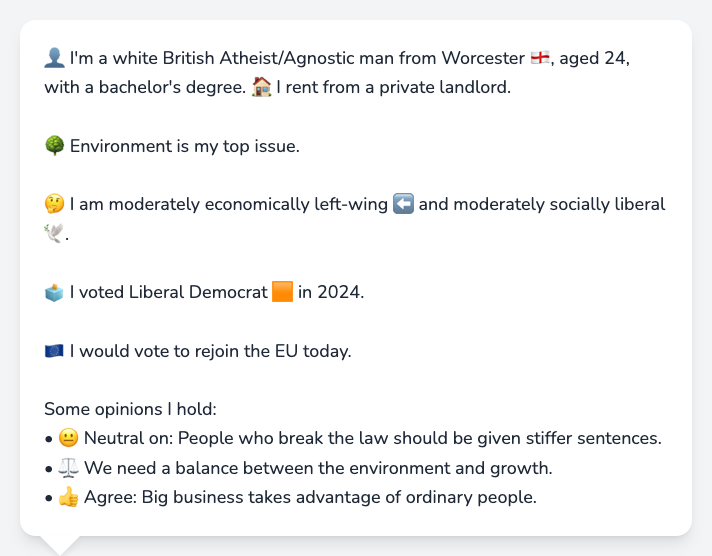 👤 I'm a white British Atheist/Agnostic man from Worcester 🏴󠁧󠁢󠁥󠁮󠁧󠁿, aged 24,
with a bachelor's degree. 🏠 I rent from a private landlord.
🌳 Environment is my top issue.
🤔 I am moderately economically left-wing ⬅️ and moderately socially liberal
🕊️.
🗳️ I voted Liberal Democrat 🟧 in 2024.
🇪🇺 I would vote to rejoin the EU today.
Some opinions I hold:
• 😐 Neutral on: People who break the law should be given stiffer sentences.
• ⚖️ We need a balance between the environment and growth.
• 👍 Agree: Big business takes advantage of ordinary people.